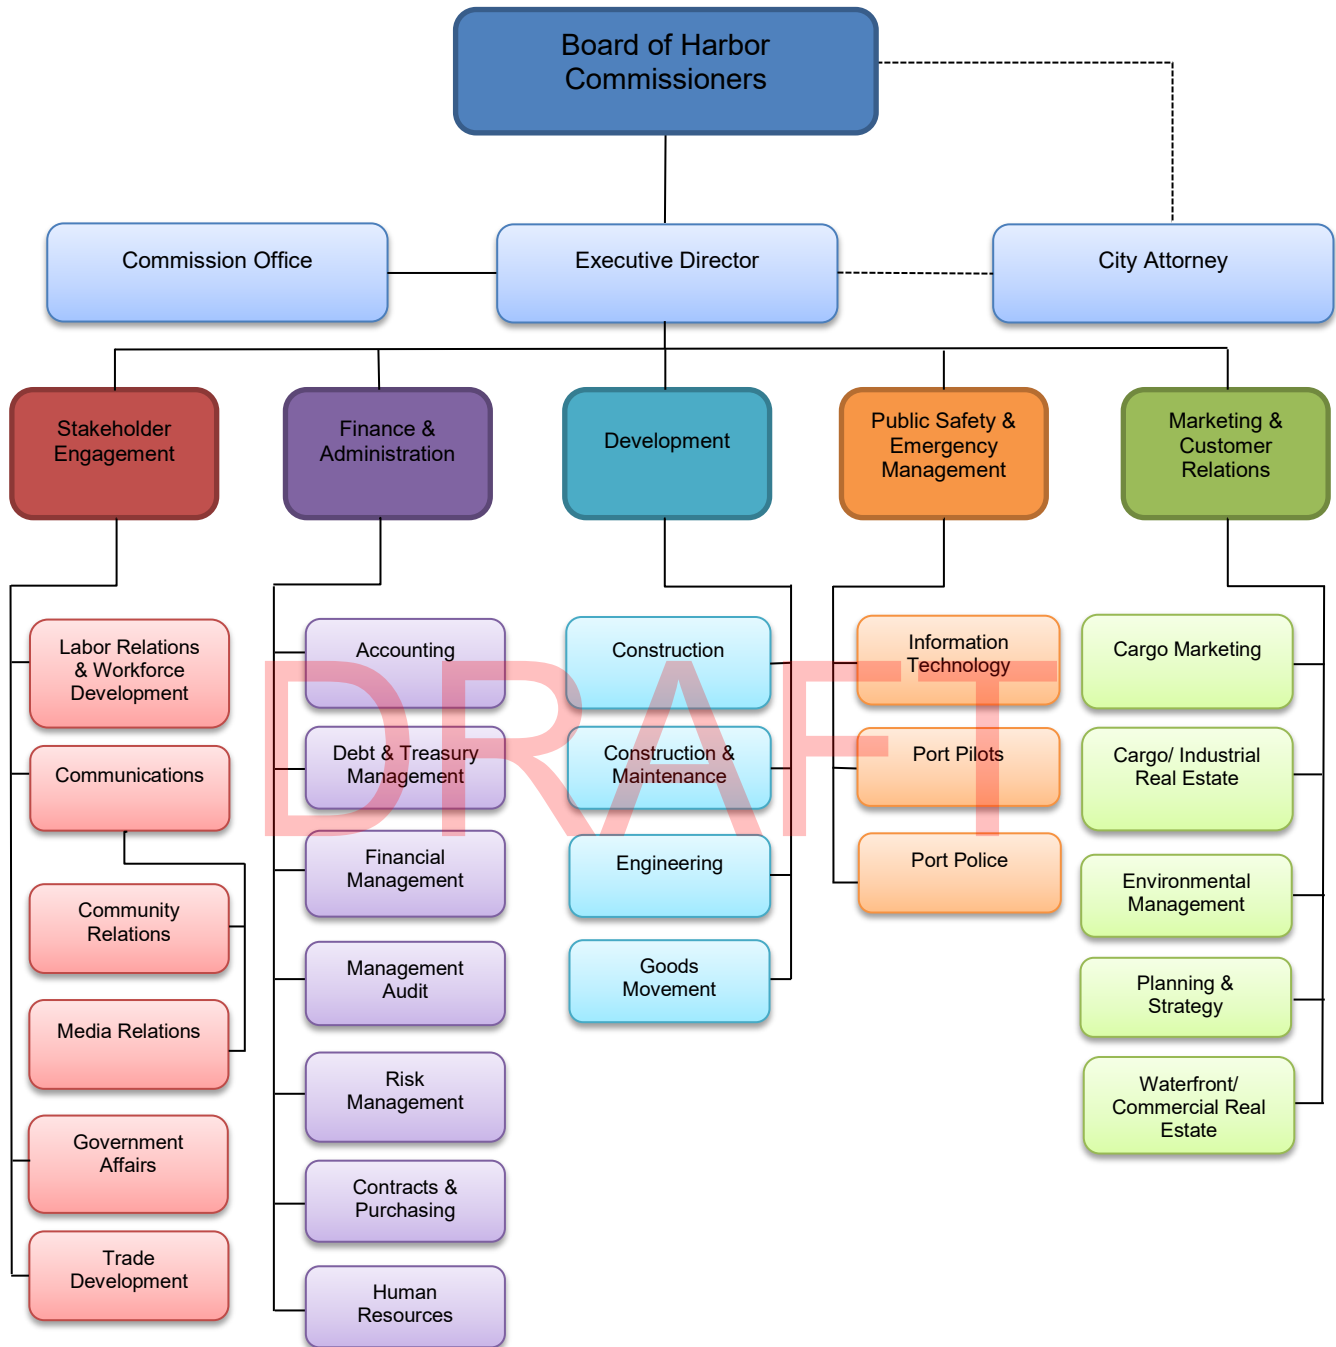 Board of Harbor
Commissioners
Commission Office
Executive Director
City Attorney
Stakeholder
Engagement
Finance &
Administration
Development
Public Safety &
Emergency
Management
Marketing &
Customer
Relations
Labor Relations
& Workforce
Development
Communications
Community
Relations
Media Relations
Government
Affairs
Trade
Development
Accounting
Debt & Treasury
Management
Financial
Management
Management
Audit
Risk
Management
Contracts &
Purchasing
Human
Resources
Construction
Construction &
Maintenance
Engineering
Goods
Movement
Information
Technology
Port Pilots
Port Police
Cargo Marketing
Cargo/ Industrial
Real Estate
Environmental
Management
Planning &
Strategy
Waterfront/
Commercial Real
Estate
DRAFT